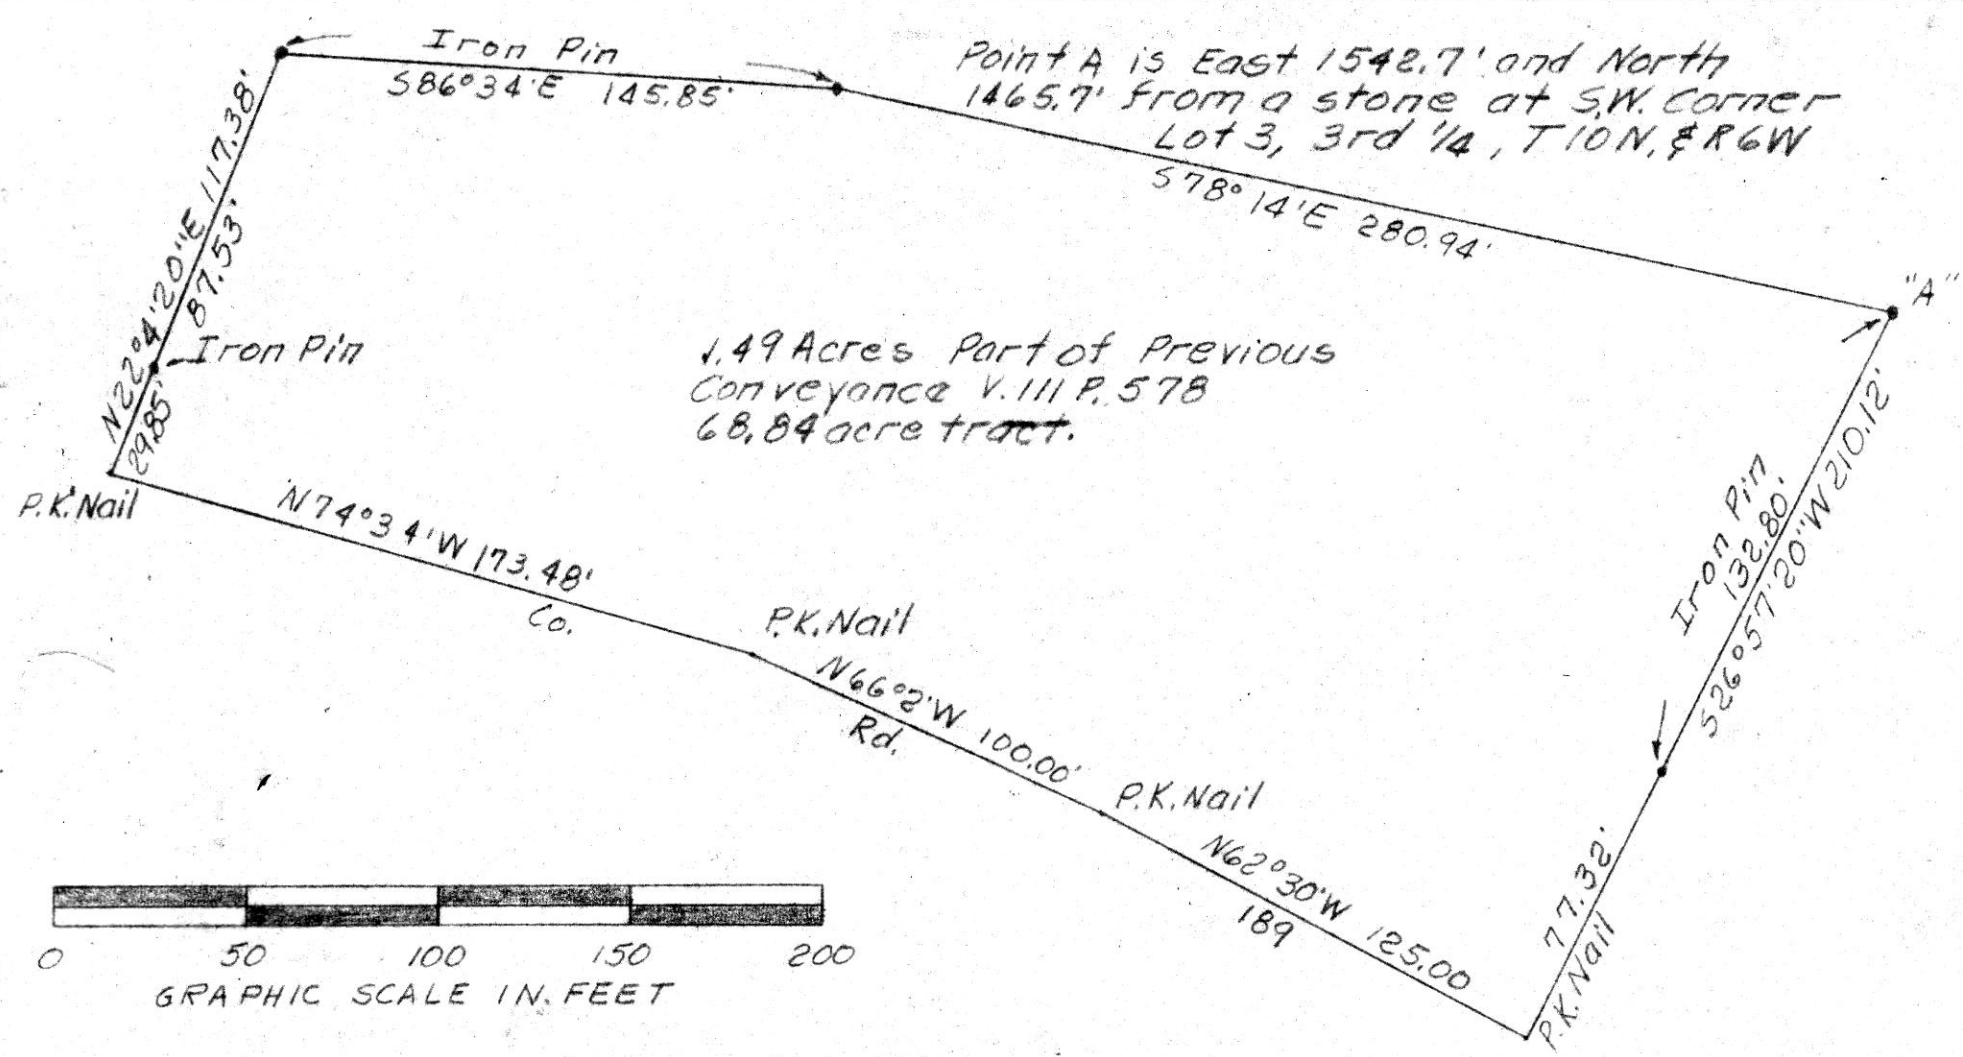 Iron Pin
S86°34'E 145.85'
Point A is East 1542.7' and North
1465.7' from a stone at S.W. Corner
Lot 3, 3rd 1/4, T10N, & R6W
S78°14'E 280.94'
"A"
N22°4'20"E 117.38'
87.53'
Iron Pin
29.85'
1.49 Acres Part of Previous
Conveyance V.111 P. 578
68.84 acre tract.
P.K. Nail
N74°34'W 173.48'
Co.
P.K. Nail
N66°2'W 100.00'
Rd.
P.K. Nail
N62°30'W 125.00
189
Iron Pin
132.80'
S26°57'20"W 210.12'
77.32'
P.K. Nail
0 50 100 150 200
GRAPHIC SCALE IN. FEET